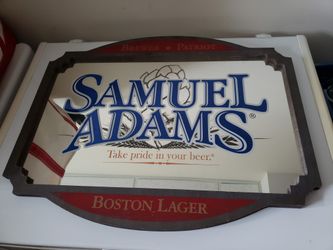 BREWER · PATRIOT
SAMUEL
ADAMS®
Take pride in your beer.®
BOSTON LAGER